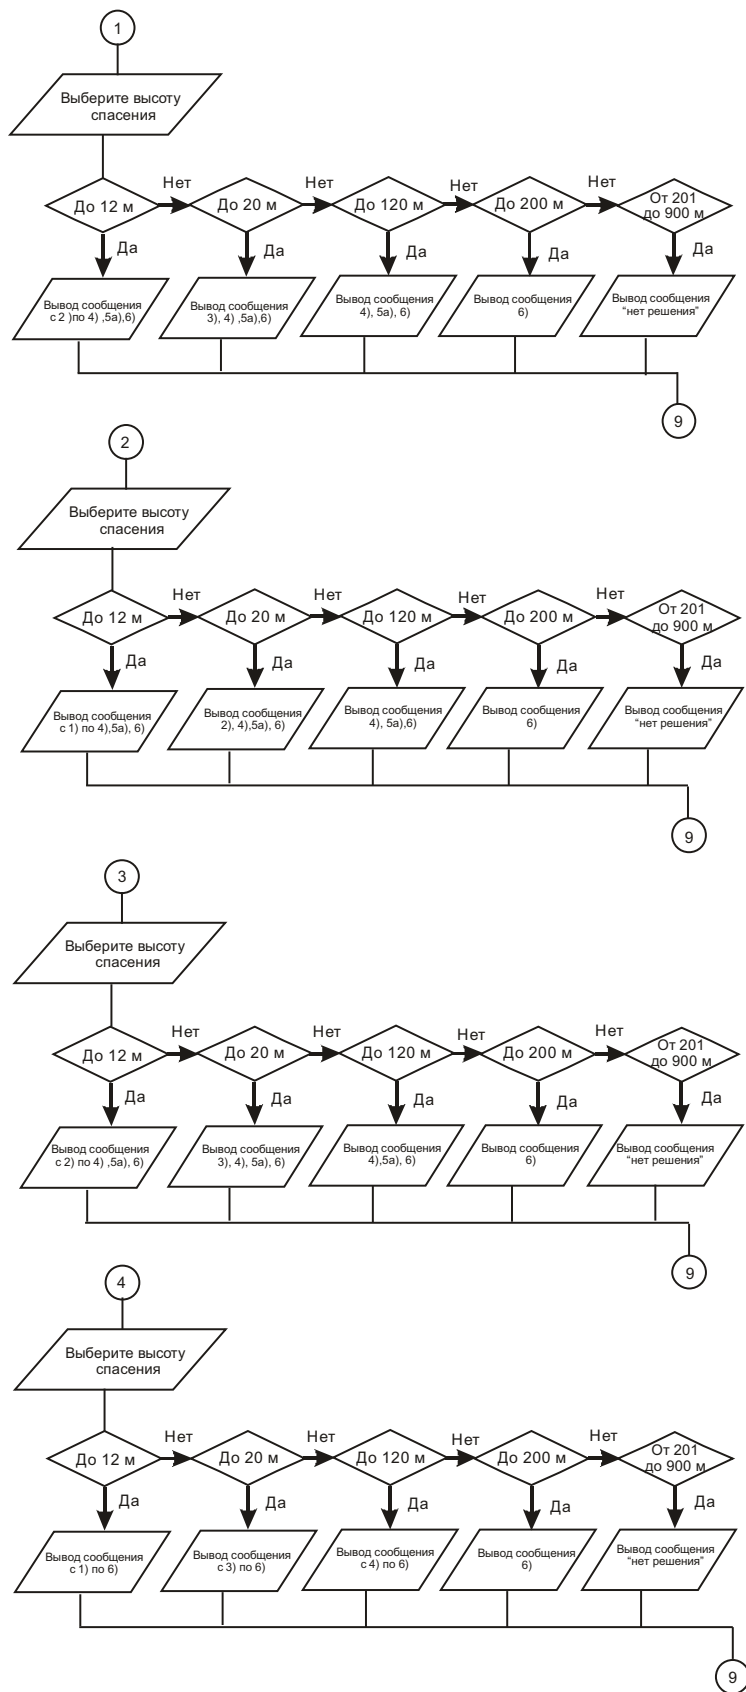 1
Выберите высоту
спасения
Нет Нет Нет Нет
До 12 м До 20 м До 120 м До 200 м От 201
до 900 м
Да Да Да Да Да
Вывод сообщения
с 2 )по 4) ,5а),6)
Вывод сообщения
3), 4) ,5а),6)
Вывод сообщения
4), 5а), 6)
Вывод сообщения
6)
Вывод сообщения
“нет решения”
9
2
Выберите высоту
спасения
Нет Нет Нет Нет
До 12 м До 20 м До 120 м До 200 м От 201
до 900 м
Да Да Да Да Да
Вывод сообщения
с 1) по 4),5а), 6)
Вывод сообщения
2), 4),5а), 6)
Вывод сообщения
4), 5а),6)
Вывод сообщения
6)
Вывод сообщения
“нет решения”
9
3
Выберите высоту
спасения
Нет Нет Нет Нет
До 12 м До 20 м До 120 м До 200 м От 201
до 900 м
Да Да Да Да Да
Вывод сообщения
с 2) по 4) ,5а), 6)
Вывод сообщения
3), 4), 5а), 6)
Вывод сообщения
4),5а), 6)
Вывод сообщения
6)
Вывод сообщения
“нет решения”
9
4
Выберите высоту
спасения
Нет Нет Нет Нет
До 12 м До 20 м До 120 м До 200 м От 201
до 900 м
Да Да Да Да Да
Вывод сообщения
с 1) по 6)
Вывод сообщения
с 3) по 6)
Вывод сообщения
с 4) по 6)
Вывод сообщения
6)
Вывод сообщения
“нет решения”
9